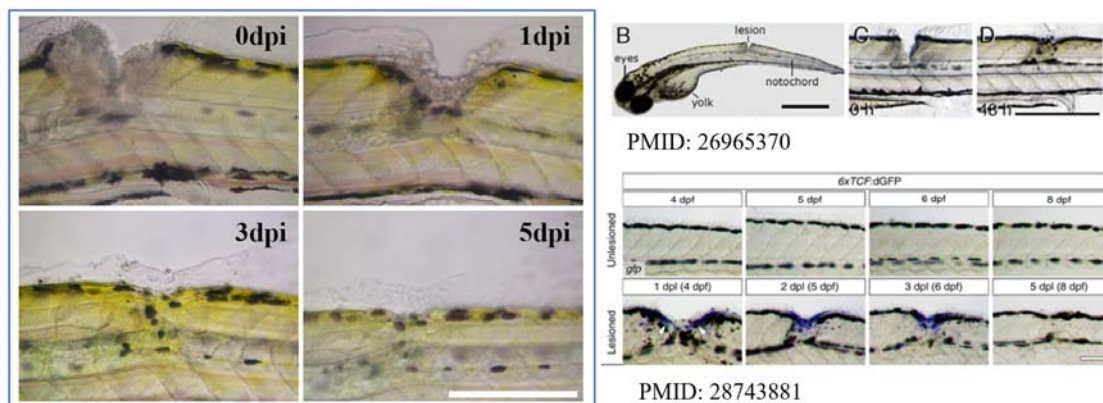 0dpi
1dpi
3dpi
5dpi
B
lesion
eyes
notochord
yolk
C
0 h
D
48 h
PMID: 26965370
6xTCF:dGFP
4 dpf
5 dpf
6 dpf
8 dpf
Unlesioned
gfp
1 dpl (4 dpf)
2 dpl (5 dpf)
3 dpl (6 dpf)
5 dpl (8 dpf)
Lesioned
PMID: 28743881